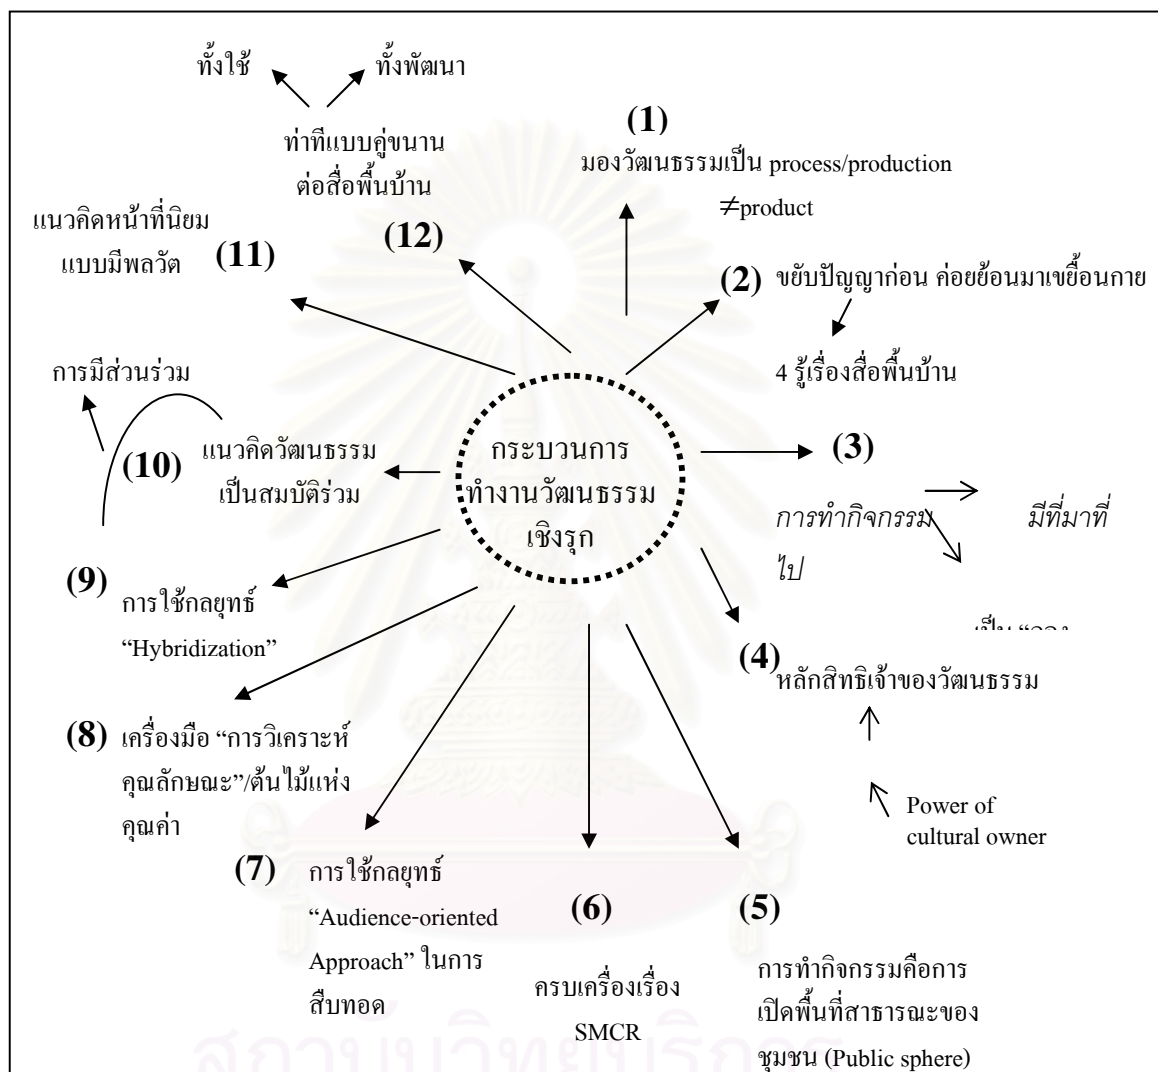 ทั้งใช้
ทั้งพัฒนา
ท่าทีแบบคู่ขนาน
ต่อสื่อพื้นบ้าน
(12)
(1)
มองวัฒนธรรมเป็น process/production
≠product
(2) ขยับปัญญาก่อน ค่อยย้อนมาเขยื้อนกาย
4 รู้เรื่องสื่อพื้นบ้าน
(3)
การทำกิจกรรม
มีที่มาที่
ไป
เป็น
(4) หลักสิทธิเจ้าของวัฒนธรรม
Power of
cultural owner
(5)
การทำกิจกรรมคือการ
เปิดพื้นที่สาธารณะของ
ชุมชน (Public sphere)
(6)
ครบเครื่องเรื่อง
SMCR
(7) การใช้กลยุทธ์
“Audience-oriented
Approach” ในการ
สืบทอด
(8) เครื่องมือ “การวิเคราะห์
คุณลักษณะ”/ต้นไม้แห่ง
คุณค่า
(9)
การใช้กลยุทธ์
“Hybridization”
(10) แนวคิดวัฒนธรรม
เป็นสมบัติร่วม
การมีส่วนร่วม
(11)
แนวคิดหน้าที่นิยม
แบบมีพลวัต
กระบวนการ
ทำงานวัฒนธรรม
เชิงรุก
สถาบันวิทยบริการ